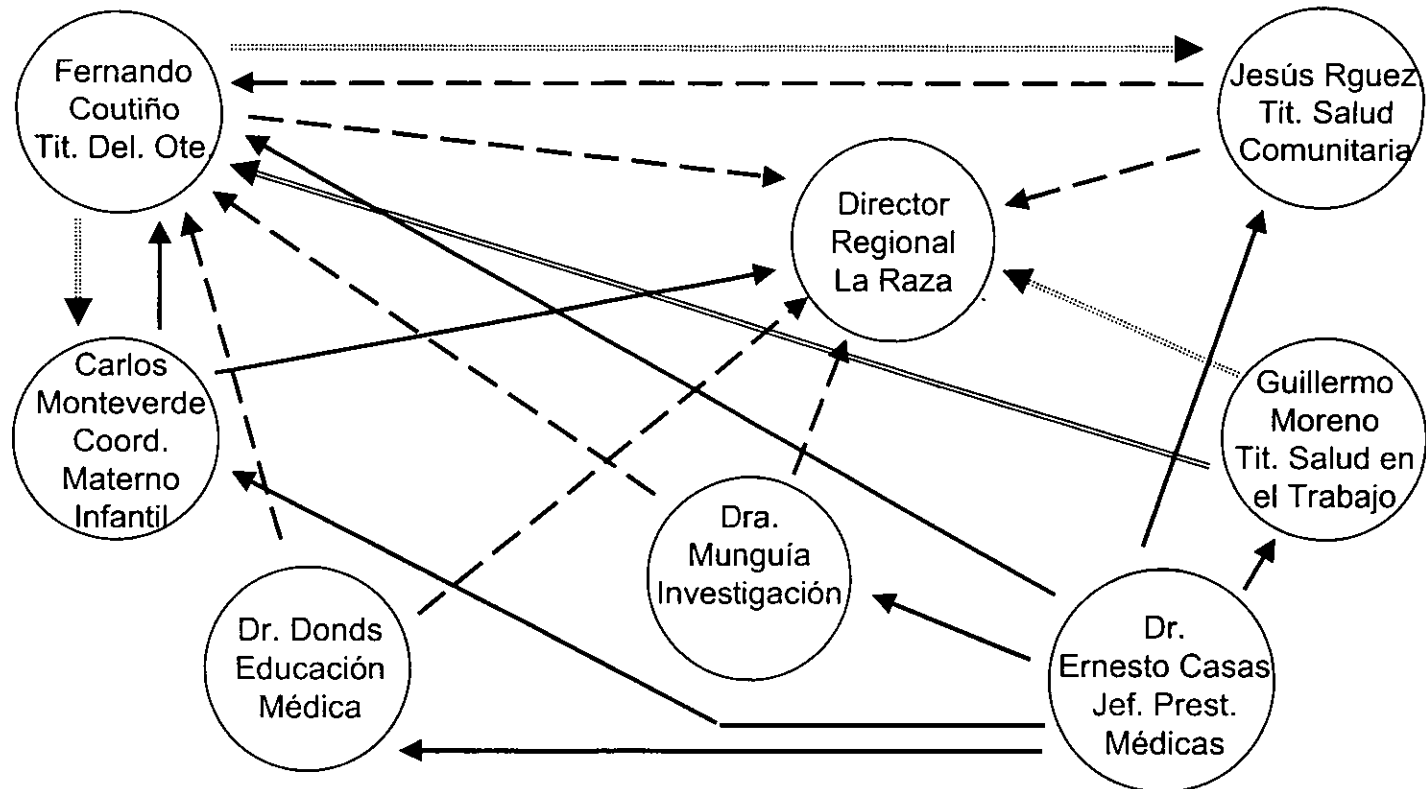 Fernando
Coutiño
Tit. Del. Ote.
Jesús Rguez
Tit. Salud
Comunitaria
Director
Regional
La Raza
Carlos
Monteverde
Coord.
Materno
Infantil
Guillermo
Moreno
Tit. Salud en
el Trabajo
Dra.
Munguía
Investigación
Dr. Donds
Educación
Médica
Dr.
Ernesto Casas
Jef. Prest.
Médicas